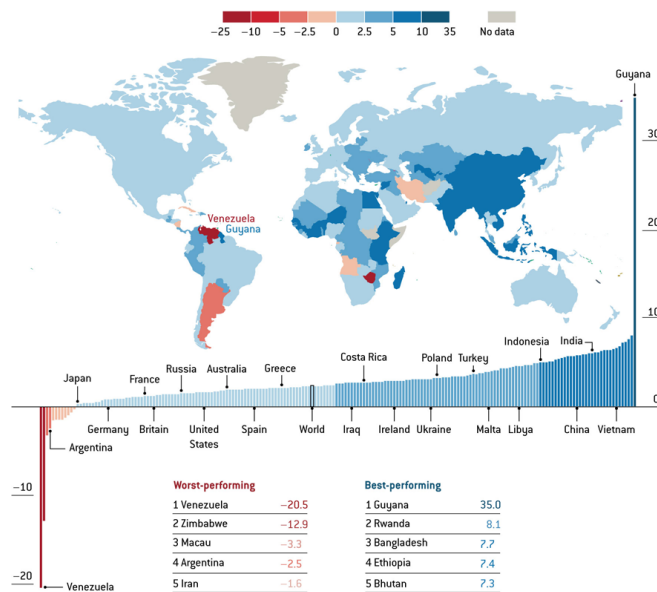 −25 −10 −5 −2.5 0 2.5 5 10 35 No data
Guyana
30
Venezuela
Guyana
20
10
Indonesia India
Costa Rica Poland Turkey
Russia Australia Greece
Japan France
0
Germany Britain United States Spain World Iraq Ireland Ukraine Malta Libya China Vietnam
Argentina
−10
−20
Venezuela
Worst-performing
1 Venezuela −20.5
2 Zimbabwe −12.9
3 Macau −3.3
4 Argentina −2.5
5 Iran −1.6
Best-performing
1 Guyana 35.0
2 Rwanda 8.1
3 Bangladesh 7.7
4 Ethiopia 7.4
5 Bhutan 7.3